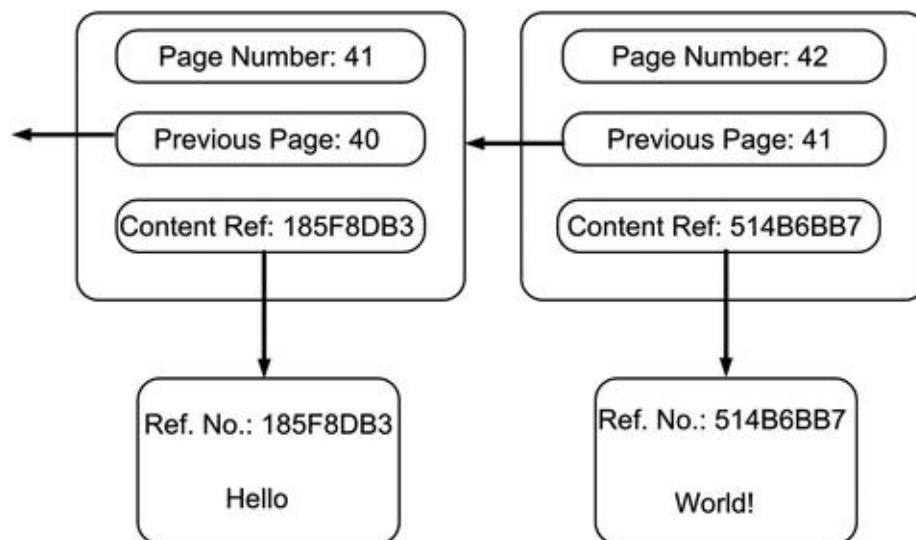 Page Number: 41
Previous Page: 40
Content Ref: 185F8DB3
Ref. No.: 185F8DB3
Hello
Page Number: 42
Previous Page: 41
Content Ref: 514B6BB7
Ref. No.: 514B6BB7
World!